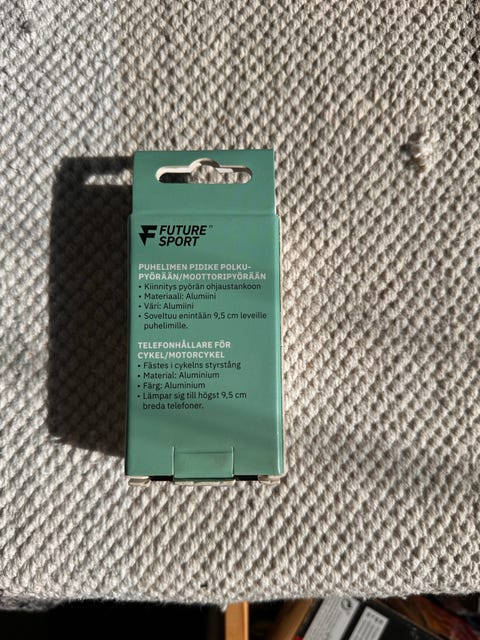 FUTURE™
SPORT
PUHELIMEN PIDIKE POLKU-
PYÖRÄÄN/MOOTTORIPYÖRÄÄN
• Kiinnitys pyörän ohjaustankoon
• Materiaali: Alumiini
• Väri: Alumiini
• Soveltuu enintään 9,5 cm leveille
puhelimille.
TELEFONHÅLLARE FÖR
CYKEL/MOTORCYKEL
• Fästes i cykelns styrstång
• Material: Aluminium
• Färg: Aluminium
• Lämpar sig till högst 9,5 cm
breda telefoner.